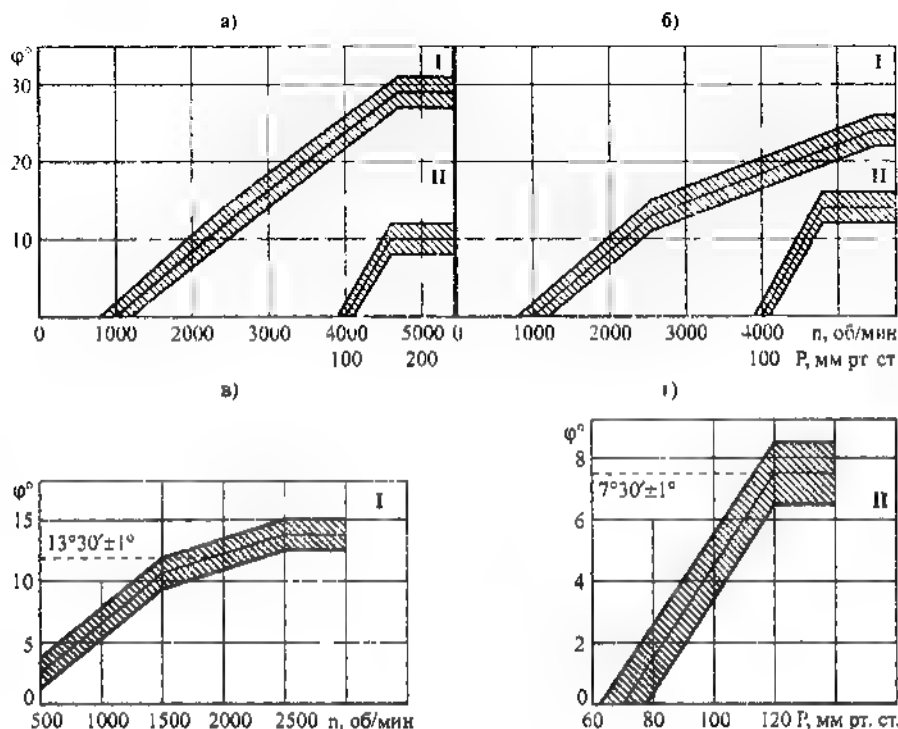 а) б)
φ° I I
30
20
II II
10
0 1000 2000 3000 4000 5000 0 1000 2000 3000 4000 n, об/мин
100 200 100 P, мм рт. ст.
в) г)
φ° I
15
13°30′±1°
10
5
0
500 1000 1500 2000 2500 n, об/мин
φ°
8
7°30′±1° II
6
4
2
0
60 80 100 120 P, мм рт. ст.